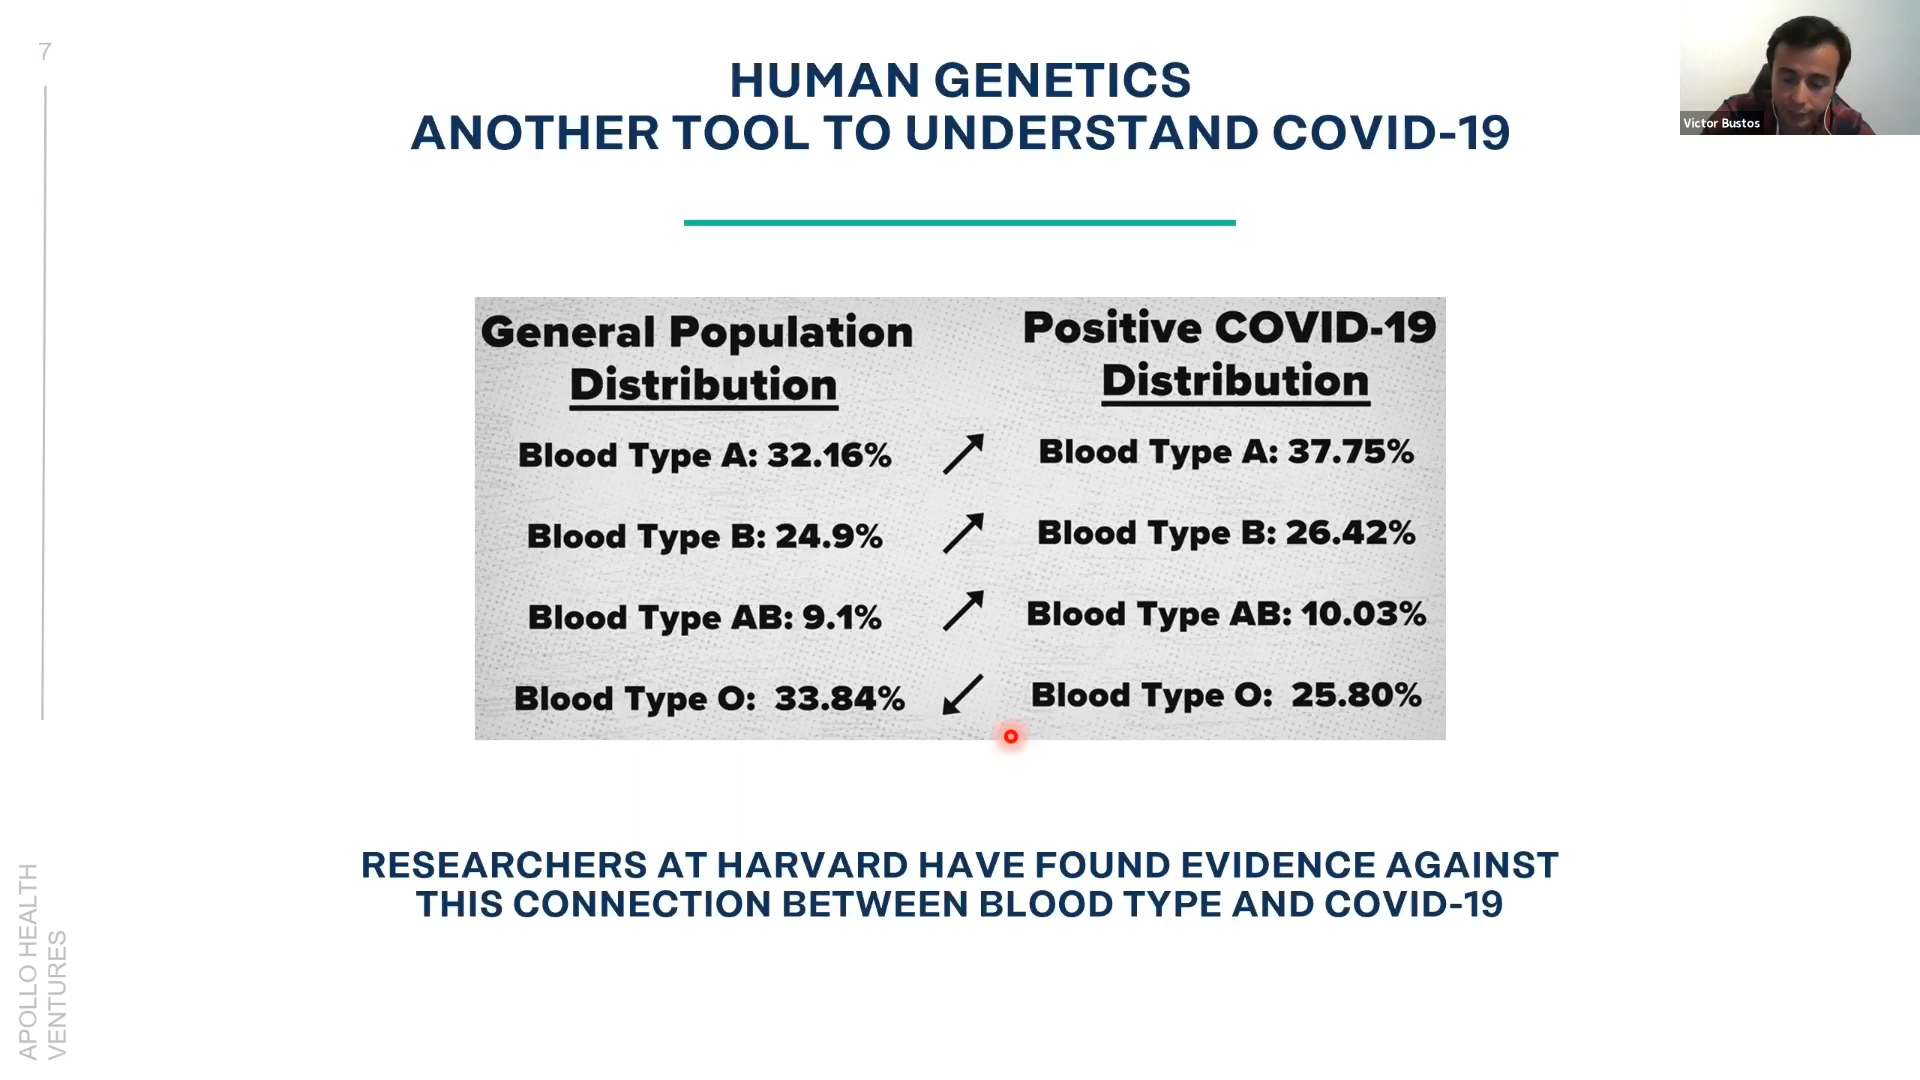 7
HUMAN GENETICS
ANOTHER TOOL TO UNDERSTAND COVID-19
Victor Bustos
General Population
Distribution
Blood Type A: 32.16%
Blood Type B: 24.9%
Blood Type AB: 9.1%
Blood Type O: 33.84%
Positive COVID-19
Distribution
Blood Type A: 37.75%
Blood Type B: 26.42%
Blood Type AB: 10.03%
Blood Type O: 25.80%
RESEARCHERS AT HARVARD HAVE FOUND EVIDENCE AGAINST
THIS CONNECTION BETWEEN BLOOD TYPE AND COVID-19
APOLLO HEALTH
VENTURES